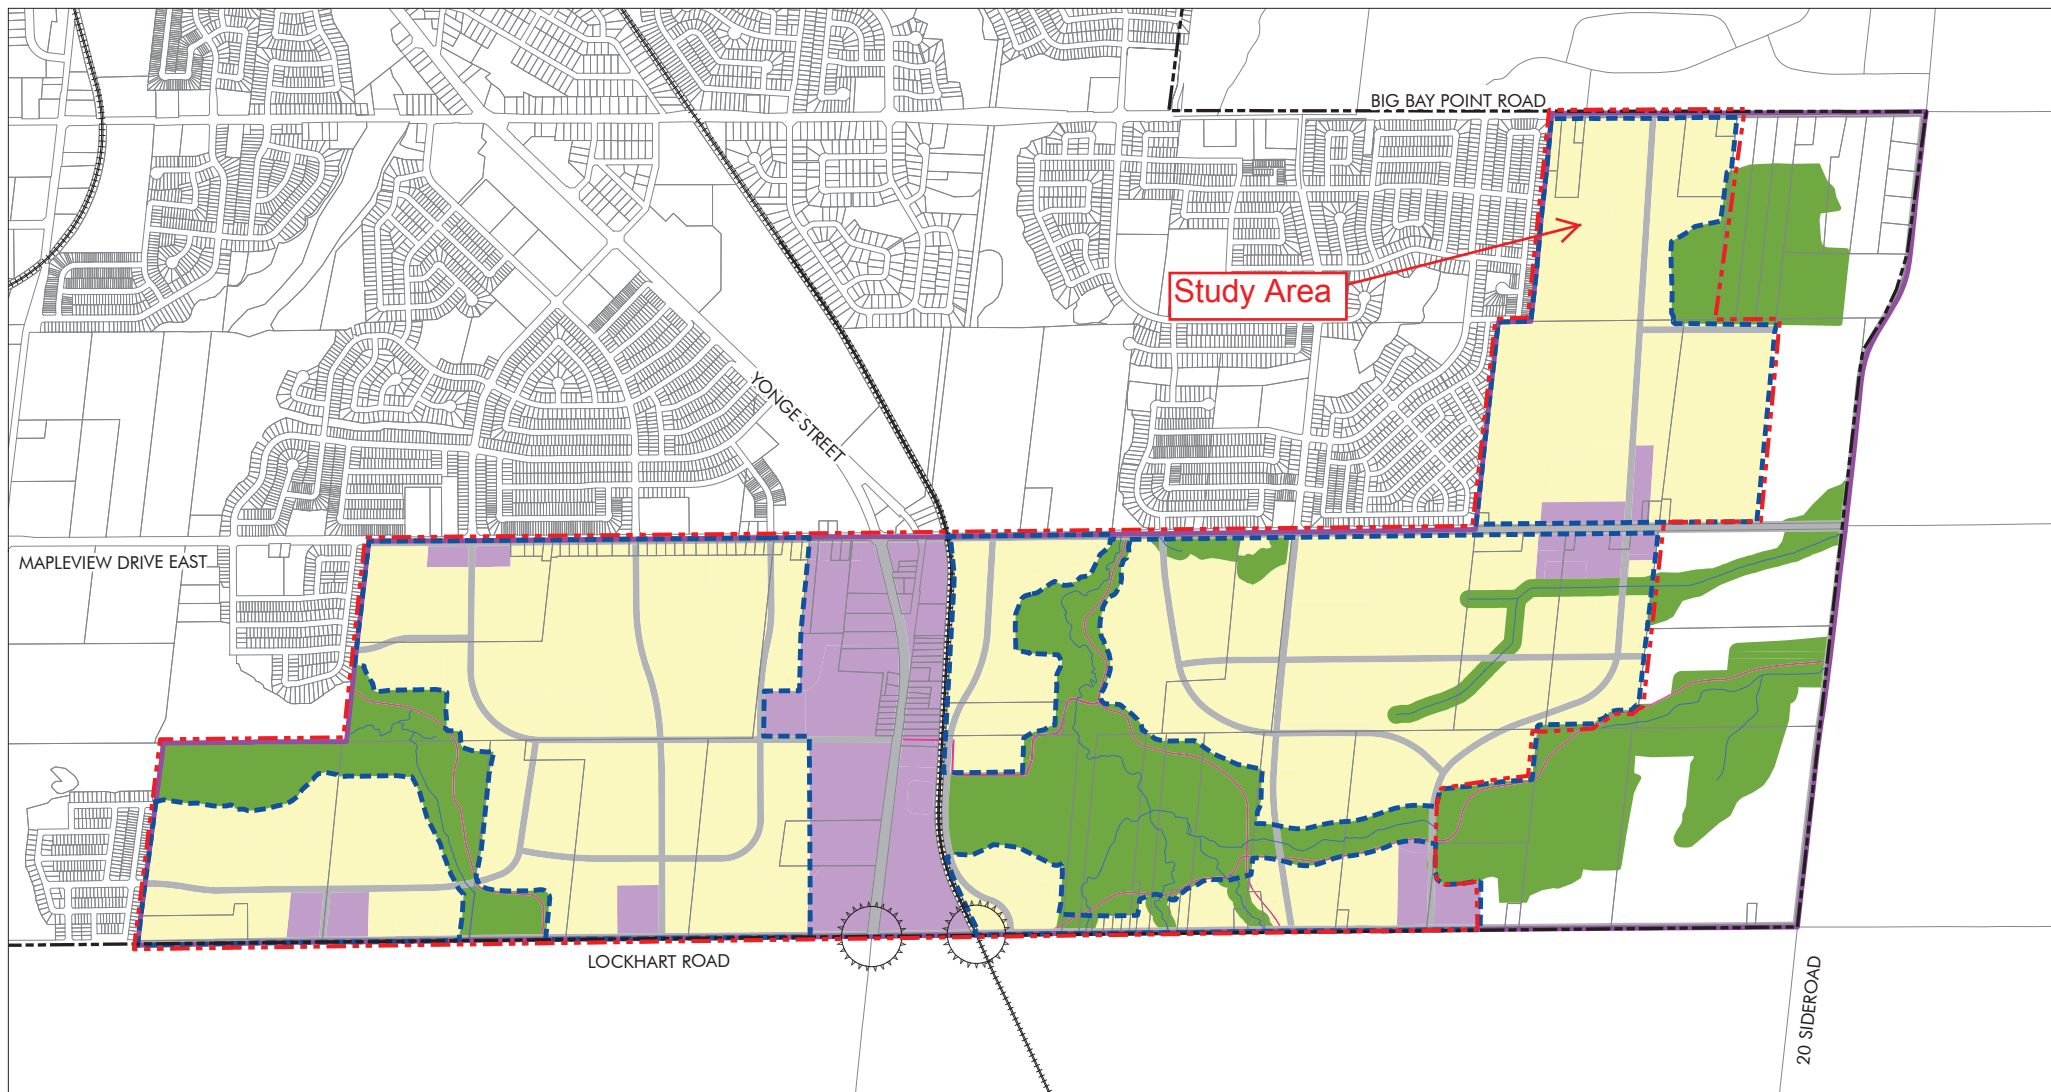 BIG BAY POINT ROAD
Study Area
YONGE STREET
MAPLEVIEW DRIVE EAST
LOCKHART ROAD
20 SIDEROAD